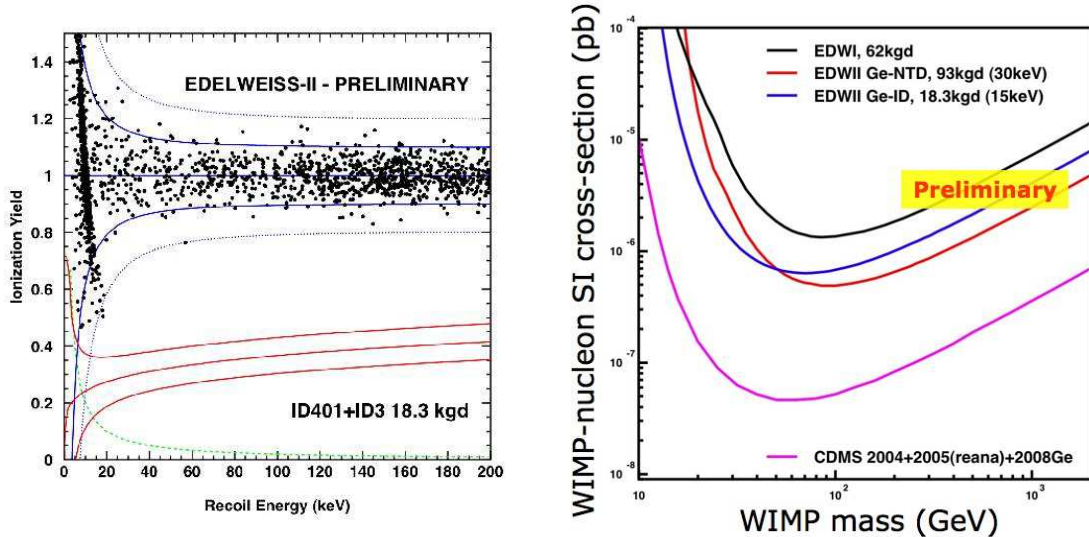 EDELWEISS-II - PRELIMINARY
Ionization Yield
1.4
1.2
1
0.8
0.6
0.4
0.2
0
ID401+ID3 18.3 kgd
0 20 40 60 80 100 120 140 160 180 200
Recoil Energy (keV)
WIMP-nucleon SI cross-section (pb)
10⁻⁴
10⁻⁵
10⁻⁶
10⁻⁷
10⁻⁸
EDWI, 62kgd
EDWII Ge-NTD, 93kgd (30keV)
EDWII Ge-ID, 18.3kgd (15keV)
Preliminary
CDMS 2004+2005(reana)+2008Ge
10 10² 10³
WIMP mass (GeV)